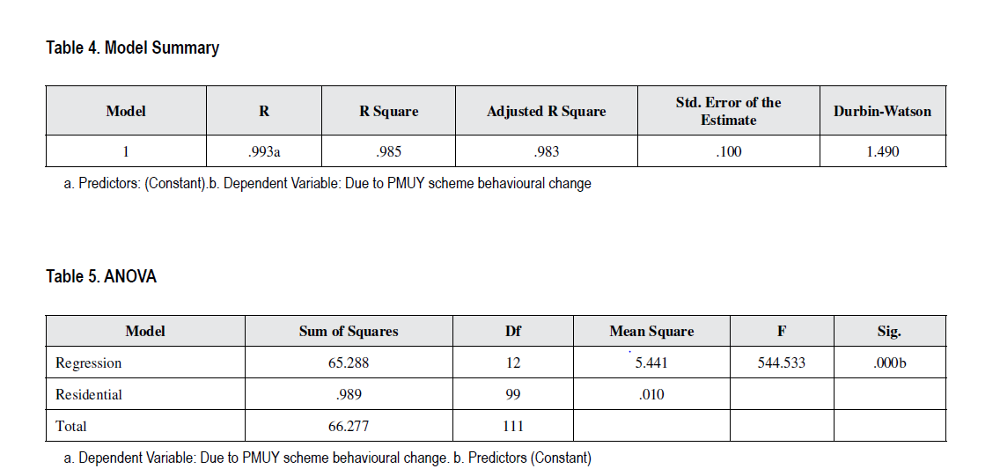 Table 4. Model Summary
Model R R Square Adjusted R Square Std. Error of the Estimate Durbin-Watson
1 .993a .985 .983 .100 1.490
a. Predictors: (Constant).b. Dependent Variable: Due to PMUY scheme behavioural change
Table 5. ANOVA
Model Sum of Squares Df Mean Square F Sig.
Regression 65.288 12 5.441 544.533 .000b
Residential .989 99 .010
Total 66.277 111
a. Dependent Variable: Due to PMUY scheme behavioural change. b. Predictors (Constant)